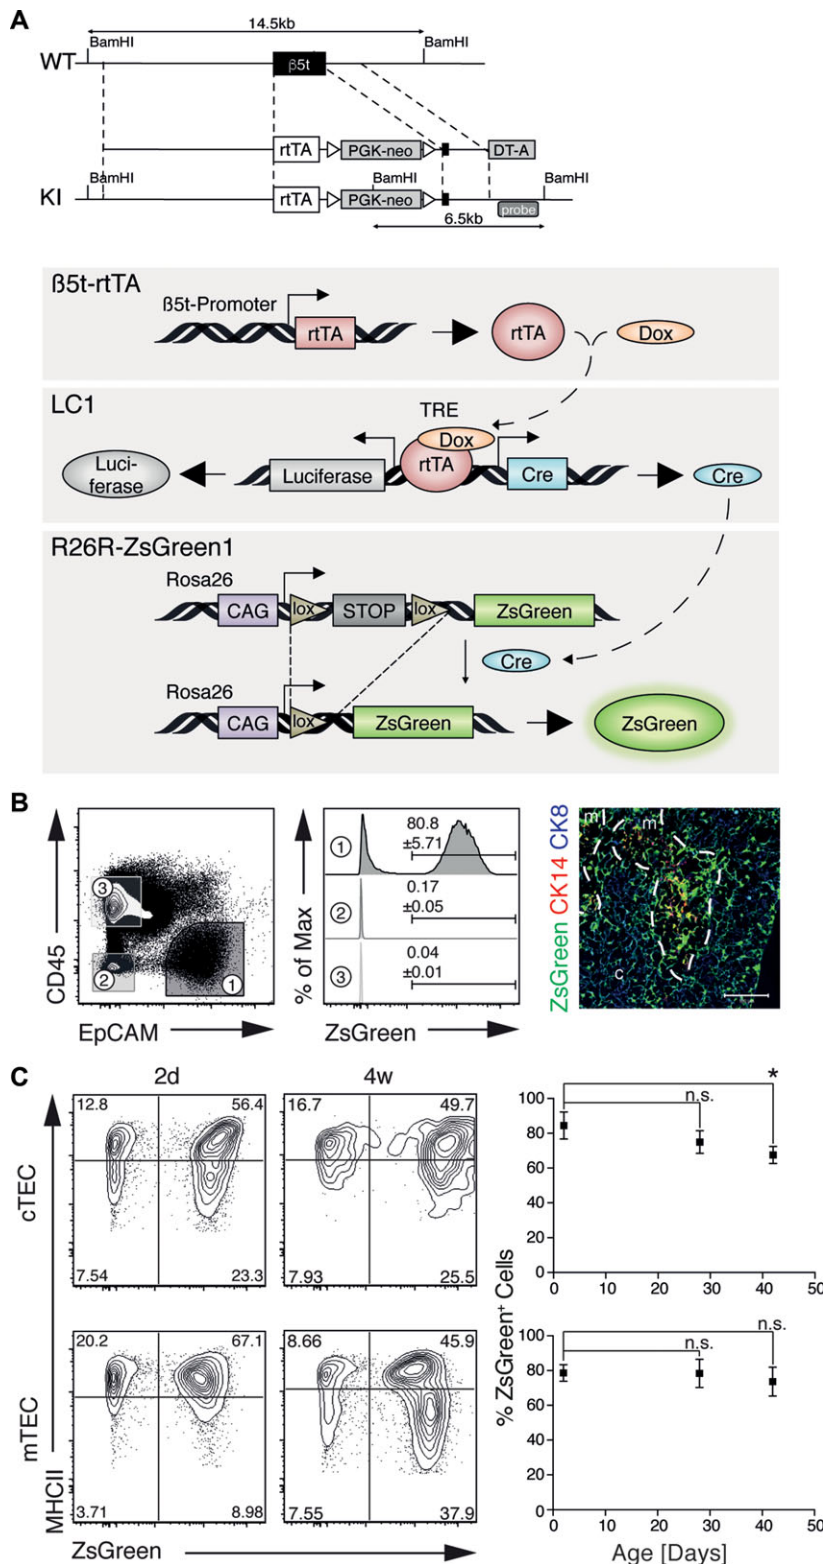 A
14.5kb
BamHI
BamHI
WT
β5t
rtTA
PGK-neo
DT-A
BamHI
BamHI
BamHI
KI
rtTA
PGK-neo
probe
6.5kb
ß5t-rtTA
ß5t-Promoter
rtTA
rtTA
Dox
LC1
TRE
Dox
Luci-
ferase
Luciferase
rtTA
Cre
Cre
R26R-ZsGreen1
Rosa26
CAG
lox
STOP
lox
ZsGreen
Cre
Rosa26
CAG
lox
ZsGreen
ZsGreen
B
CD45
EpCAM
3
2
1
% of Max
ZsGreen
1
80.8
±5.71
2
0.17
±0.05
3
0.04
±0.01
ZsGreen CK14 CK8
m
m
c
C
2d
4w
cTEC
12.8
56.4
7.54
23.3
16.7
49.7
7.93
25.5
mTEC
20.2
67.1
3.71
8.98
8.66
45.9
7.55
37.9
MHCII
ZsGreen
% ZsGreen⁺ Cells
*
n.s.
100
80
60
40
20
0
0 10 20 30 40 50
n.s.
n.s.
100
80
60
40
20
0
0 10 20 30 40 50
Age [Days]